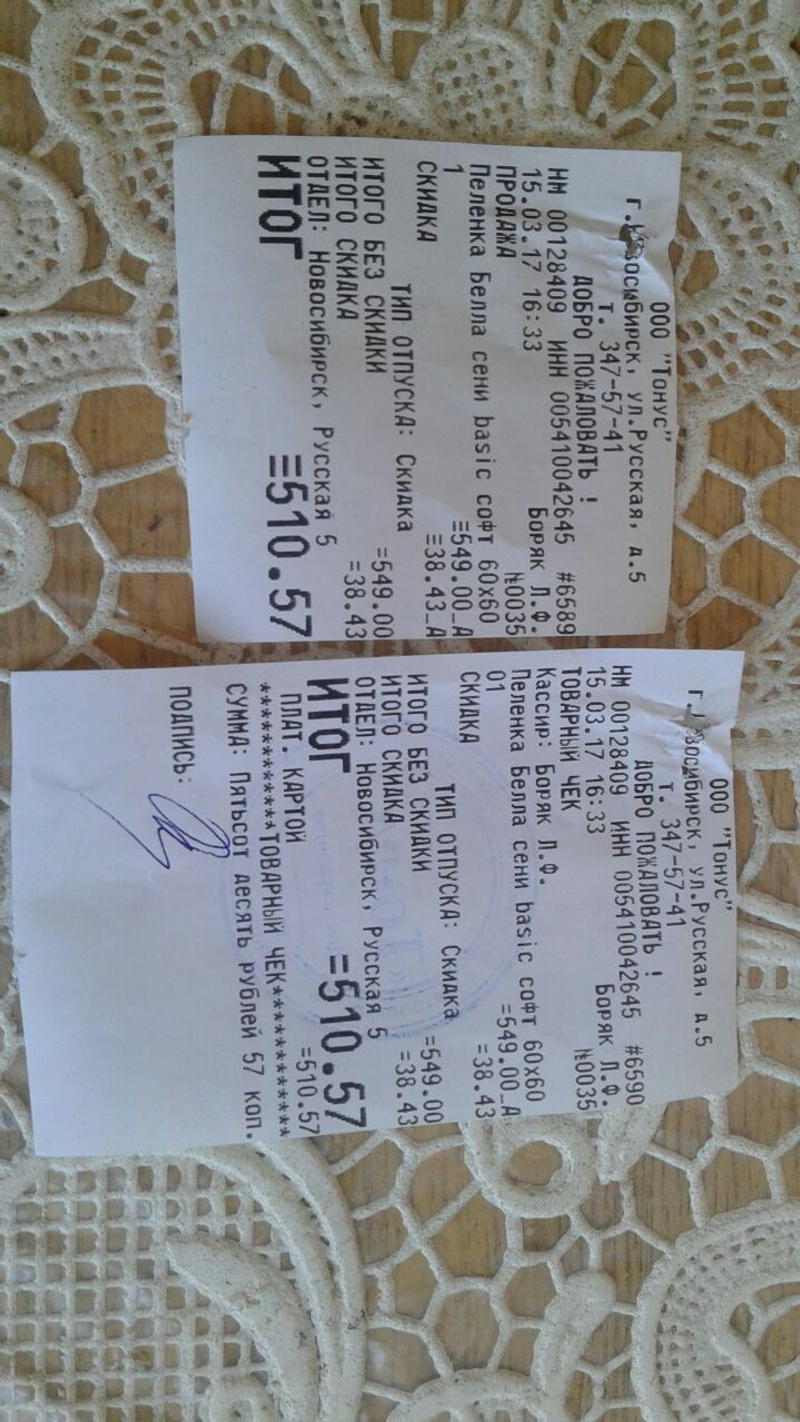 ООО "Тонус"
г. Новосибирск, ул.Русская, д.5
т. 347-57-41
ДОБРО ПОЖАЛОВАТЬ !
НМ 00128409 ИНН 005410042645 #6589
15.03.17 16:33 Боряк Л.Ф.
ПРОДАЖА №0035
Пеленка Белла сени basic софт 60х60
1 ≡549.00_А
СКИДКА =38.43_А
ТИП ОТПУСКА: Скидка
ИТОГО БЕЗ СКИДКИ =549.00
ИТОГО СКИДКА =38.43
ОТДЕЛ: Новосибирск, Русская 5
ИТОГ ≡510.57
ООО "Тонус"
г. Новосибирск, ул.Русская, д.5
т. 347-57-41
ДОБРО ПОЖАЛОВАТЬ !
НМ 00128409 ИНН 005410042645 #6590
15.03.17 16:33 Боряк Л.Ф.
ТОВАРНЫЙ ЧЕК №0035
Кассир: Боряк Л.Ф.
Пеленка Белла сени basic софт 60х60
01 =549.00_А
СКИДКА =38.43
ТИП ОТПУСКА: Скидка
ИТОГО БЕЗ СКИДКИ =549.00
ИТОГО СКИДКА =38.43
ОТДЕЛ: Новосибирск, Русская 5
ИТОГ =510.57
ПЛАТ. КАРТОЙ =510.57
************ТОВАРНЫЙ ЧЕК************
СУММА: Пятьсот десять рублей 57 коп.
ПОДПИСЬ: